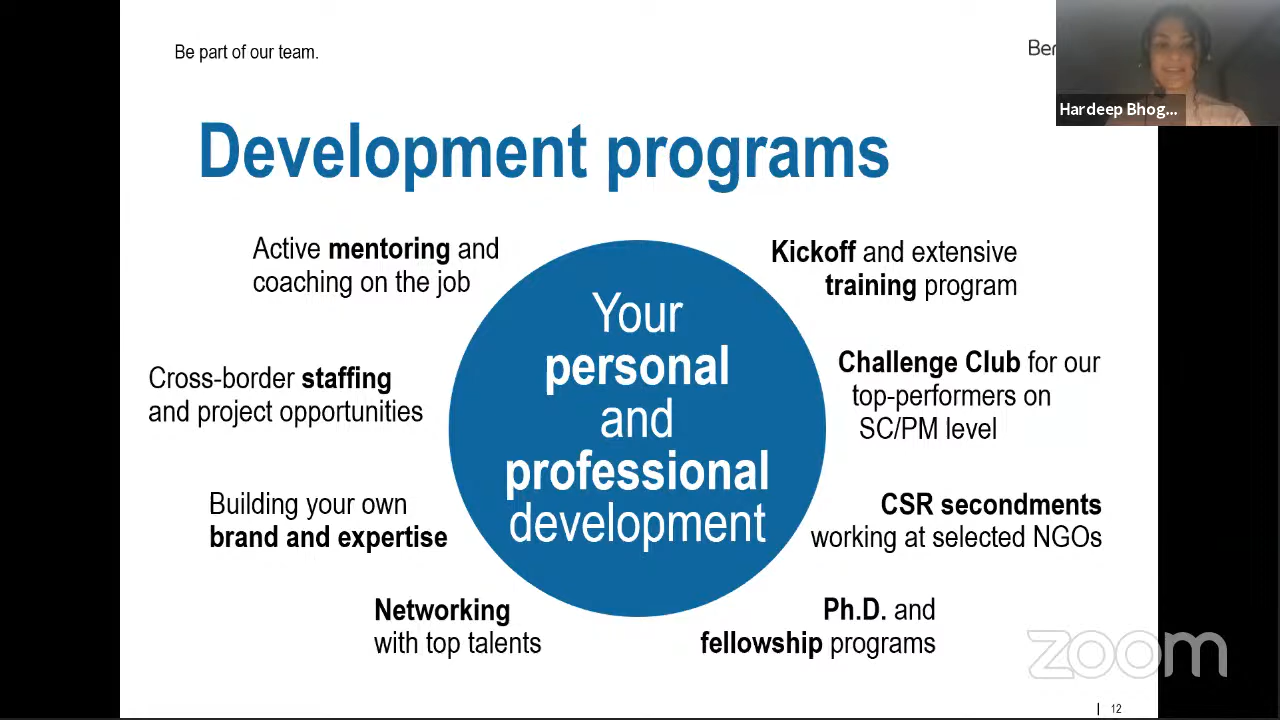 Be part of our team.
Ber
Hardeep Bhog...
Development programs
Active mentoring and
coaching on the job
Cross-border staffing
and project opportunities
Building your own
brand and expertise
Networking
with top talents
Your
personal
and
professional
development
Kickoff and extensive
training program
Challenge Club for our
top-performers on
SC/PM level
CSR secondments
working at selected NGOs
Ph.D. and
fellowship programs
zoom
| 12